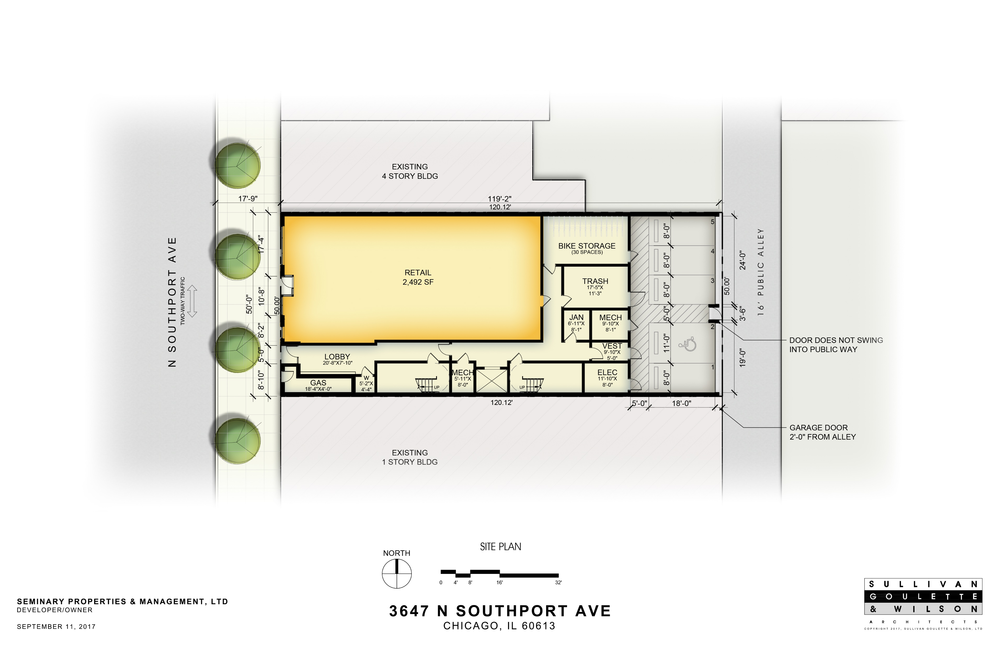 17'-9"
119'-2"
120.12'
EXISTING
4 STORY BLDG
N SOUTHPORT AVE
TWO-WAY TRAFFIC
50'-0"
17'-4"
10'-8"
8'-2"
5'-0"
8'-10"
50.00'
RETAIL
2,492 SF
BIKE STORAGE
(30 SPACES)
TRASH
17'-5"X
11'-3"
JAN
6'-11"X
8'-1"
MECH
9'-10"X
8'-1"
VEST
9'-10"X
5'-0"
LOBBY
20'-8"X7'-10"
GAS
18'-4"X4'-0"
W
5'-2"X
4'-4"
UP
MECH
5'-11"X
8'-0"
UP
ELEC
11'-10"X
8'-0"
8'-0"
8'-0"
8'-0"
5'-0"
11'-0"
8'-0"
5
4
3
2
1
24'-0"
50.00'
3'-6"
19'-0"
16' PUBLIC ALLEY
DOOR DOES NOT SWING
INTO PUBLIC WAY
120.12'
5'-0"
18'-0"
GARAGE DOOR
2'-0" FROM ALLEY
EXISTING
1 STORY BLDG
SITE PLAN
NORTH
0 4' 8' 16' 32'
SEMINARY PROPERTIES & MANAGEMENT, LTD
DEVELOPER/OWNER
SEPTEMBER 11, 2017
3647 N SOUTHPORT AVE
CHICAGO, IL 60613
SULLIVAN
GOULETTE
& WILSON
ARCHITECTS
COPYRIGHT 2017, SULLIVAN GOULETTE & WILSON, LTD